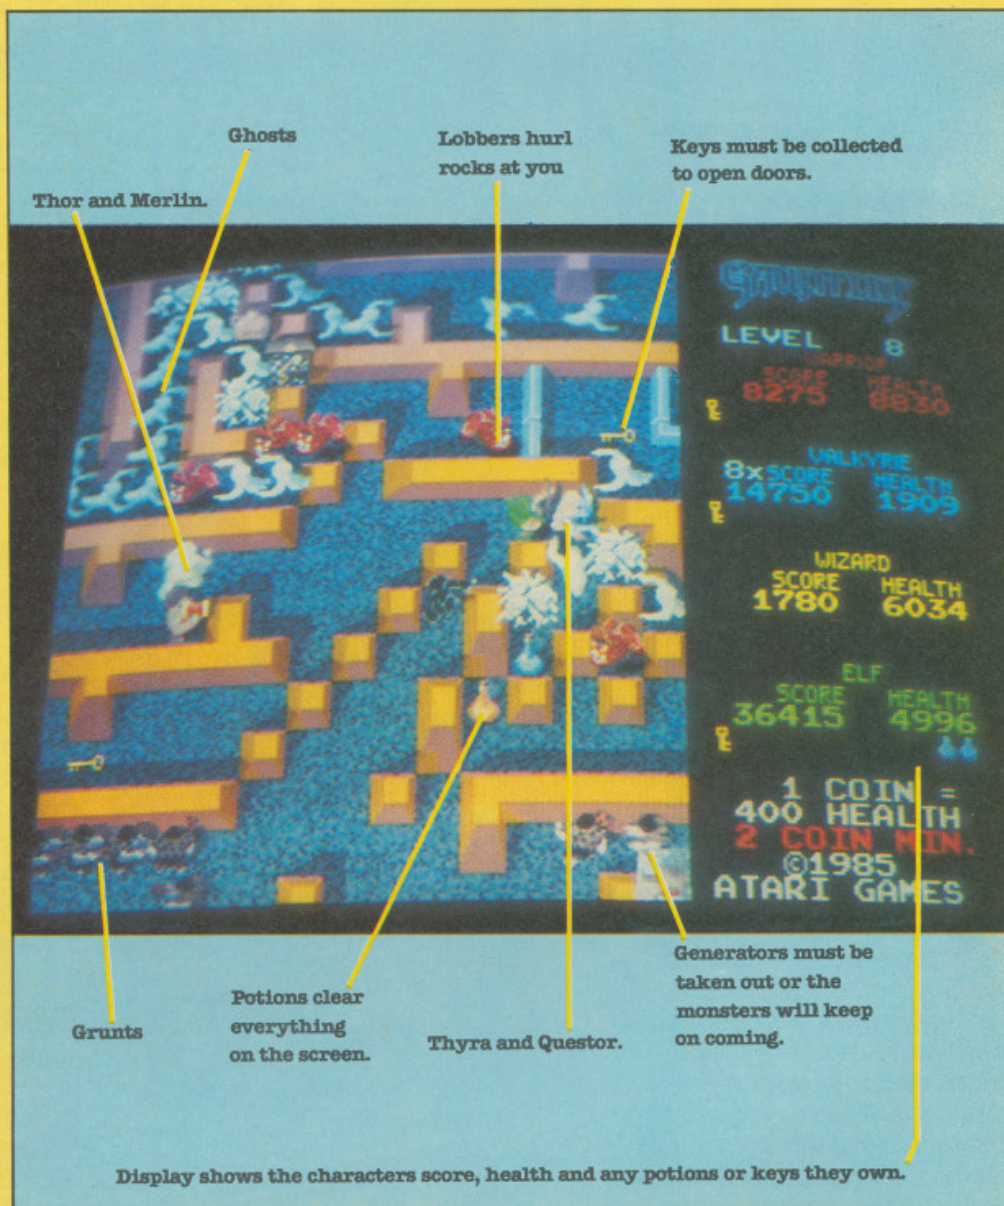 Ghosts
Lobbers hurl
rocks at you
Keys must be collected
to open doors.
Thor and Merlin.
GAUNTLET
LEVEL 8
WARRIOR
SCORE HEALTH
8275 8830
VALKYRIE
8x SCORE HEALTH
14750 1909
WIZARD
SCORE HEALTH
1780 6034
ELF
SCORE HEALTH
36415 4996
1 COIN =
400 HEALTH
2 COIN MIN.
©1985
ATARI GAMES
Grunts
Potions clear
everything
on the screen.
Thyra and Questor.
Generators must be
taken out or the
monsters will keep
on coming.
Display shows the characters score, health and any potions or keys they own.